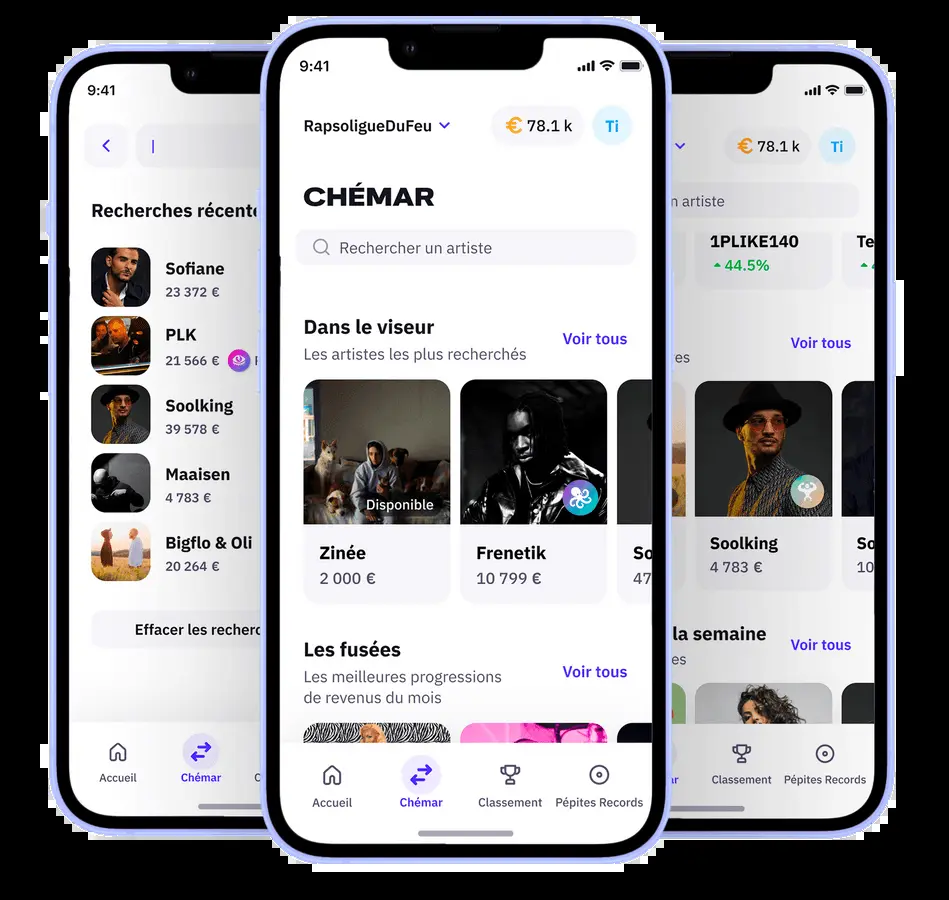 9:41
Recherches récente
Sofiane
23 372 €
PLK
21 566 €
Soolking
39 578 €
Maaisen
4 783 €
Bigflo & Oli
20 264 €
Effacer les recherc
Accueil
Chémar
C
9:41
RapsoligueDuFeu
€ 78.1 k
Ti
CHÉMAR
Rechercher un artiste
Dans le viseur
Les artistes les plus recherchés
Voir tous
Disponible
Zinée
2 000 €
Frenetik
10 799 €
So
47
Les fusées
Les meilleures progressions
de revenus du mois
Voir tous
Accueil
Chémar
Classement
Pépites Records
€ 78.1 k
Ti
n artiste
1PLIKE140
44.5%
Te
Voir tous
es
Soolking
4 783 €
So
10
la semaine
es
Voir tous
ar
Classement
Pépites Records